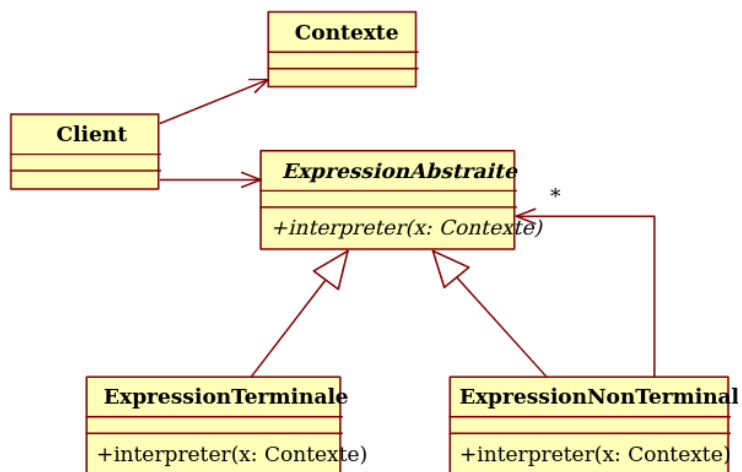 Contexte
Client
ExpressionAbstraite
*
+interpreter(x: Contexte)
ExpressionTerminale
+interpreter(x: Contexte)
ExpressionNonTerminal
+interpreter(x: Contexte)